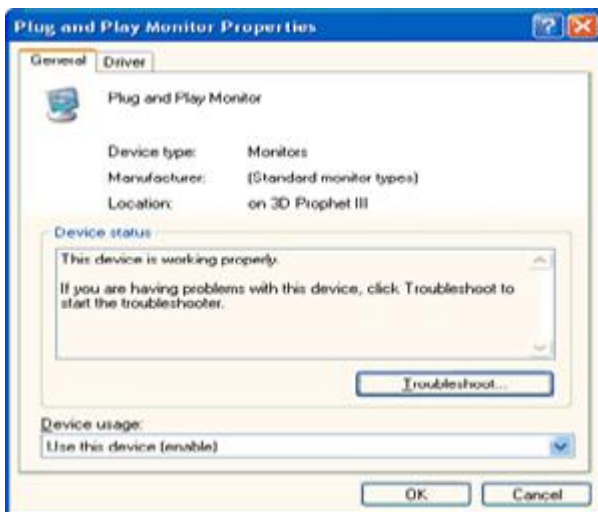 Plug and Play Monitor Properties
General Driver
Plug and Play Monitor
Device type: Monitors
Manufacturer: (Standard monitor types)
Location: on 3D Prophet III
Device status
This device is working properly.
If you are having problems with this device, click Troubleshoot to
start the troubleshooter.
Troubleshoot...
Device usage:
Use this device (enable)
OK Cancel